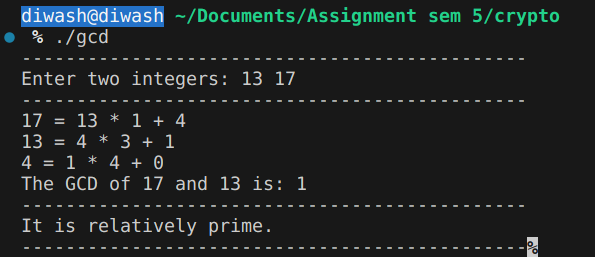 diwash@diwash ~/Documents/Assignment sem 5/crypto
% ./gcd
----------------------------------------------
Enter two integers: 13 17
----------------------------------------------
17 = 13 * 1 + 4
13 = 4 * 3 + 1
4 = 1 * 4 + 0
The GCD of 17 and 13 is: 1
----------------------------------------------
It is relatively prime.
----------------------------------------------%